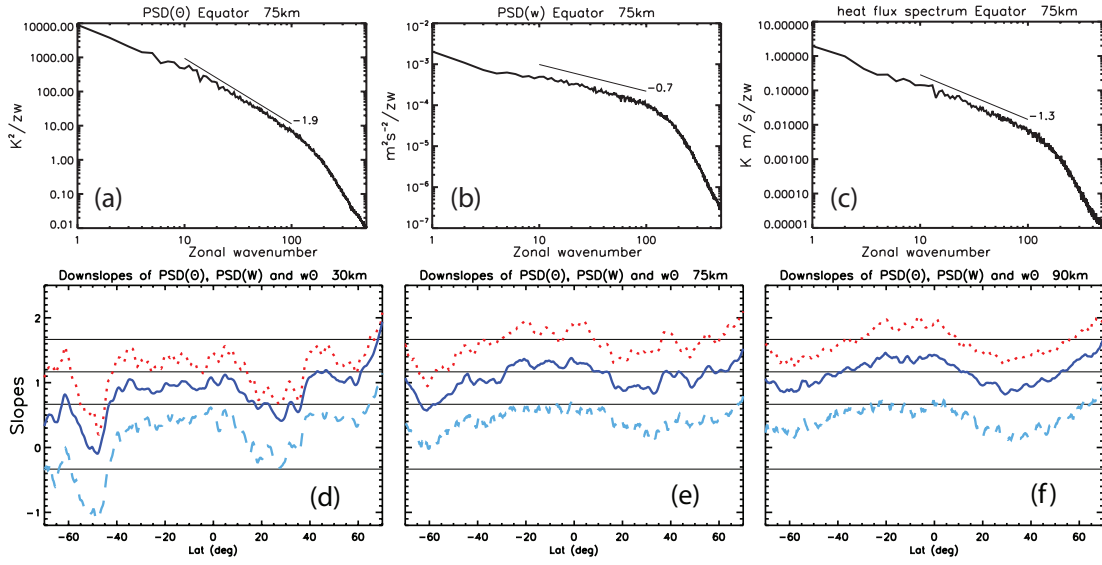 PSD(Θ) Equator 75km
K²/zw
10000.00
1000.00
100.00
10.00
1.00
0.10
0.01
−1.9
(a)
1
10
100
Zonal wavenumber
PSD(w) Equator 75km
m²s⁻²/zw
10⁻²
10⁻³
10⁻⁴
10⁻⁵
10⁻⁶
10⁻⁷
−0.7
(b)
1
10
100
Zonal wavenumber
heat flux spectrum Equator 75km
K m/s/zw
10.00000
1.00000
0.10000
0.01000
0.00100
0.00010
0.00001
−1.3
(c)
1
10
100
Zonal wavenumber
Downslopes of PSD(Θ), PSD(W) and wΘ 30km
Slopes
2
1
0
−1
(d)
−60 −40 −20 0 20 40 60
Lat (deg)
Downslopes of PSD(Θ), PSD(W) and wΘ 75km
(e)
−60 −40 −20 0 20 40 60
Lat (deg)
Downslopes of PSD(Θ), PSD(W) and wΘ 90km
(f)
−60 −40 −20 0 20 40 60
Lat (deg)